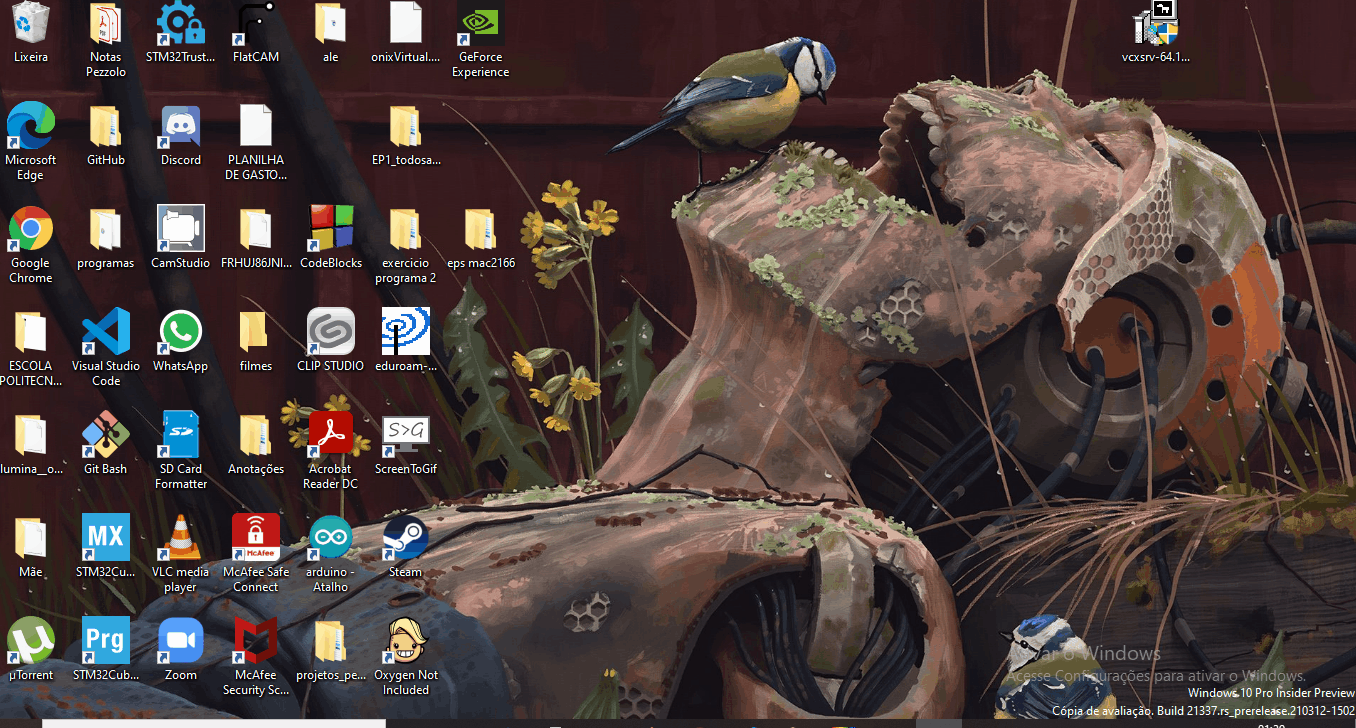 Lixeira
Notas
Pezzolo
STM32Trust...
FlatCAM
ale
onixVirtual....
GeForce
Experience
vcxsrv-64.1...
Microsoft
Edge
GitHub
Discord
PLANILHA
DE GASTO...
EP1_todosa...
Google
Chrome
programas
CamStudio
FRHUJ86JNI...
CodeBlocks
exercicio
programa 2
eps mac2166
ESCOLA
POLITECN...
Visual Studio
Code
WhatsApp
filmes
CLIP STUDIO
eduroam-...
lumina__o...
Git Bash
SD
SD Card
Formatter
Anotações
Acrobat
Reader DC
S>G
ScreenToGif
Mãe
MX
STM32Cu...
VLC media
player
McAfee
McAfee Safe
Connect
arduino -
Atalho
Steam
µTorrent
Prg
STM32Cub...
Zoom
McAfee
Security Sc...
projetos_pe...
Oxygen Not
Included
Ativar o Windows
Acesse Configurações para ativar o Windows.
Windows 10 Pro Insider Preview
Cópia de avaliação. Build 21337.rs_prerelease.210312-1502